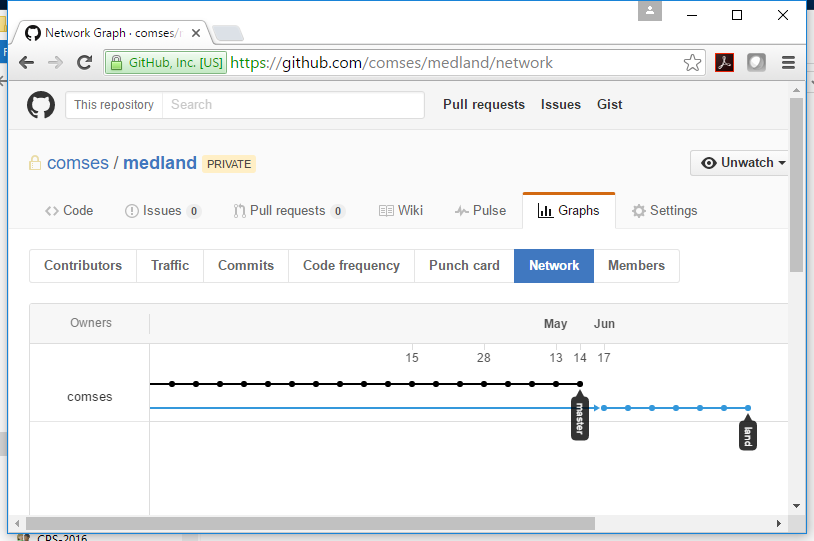 Network Graph · comses/
GitHub, Inc. [US] https://github.com/comses/medland/network
This repository Search Pull requests Issues Gist
comses / medland PRIVATE Unwatch
Code Issues 0 Pull requests 0 Wiki Pulse Graphs Settings
Contributors Traffic Commits Code frequency Punch card Network Members
Owners May Jun
15 28 13 14 17
comses
master
land
CRS-2016